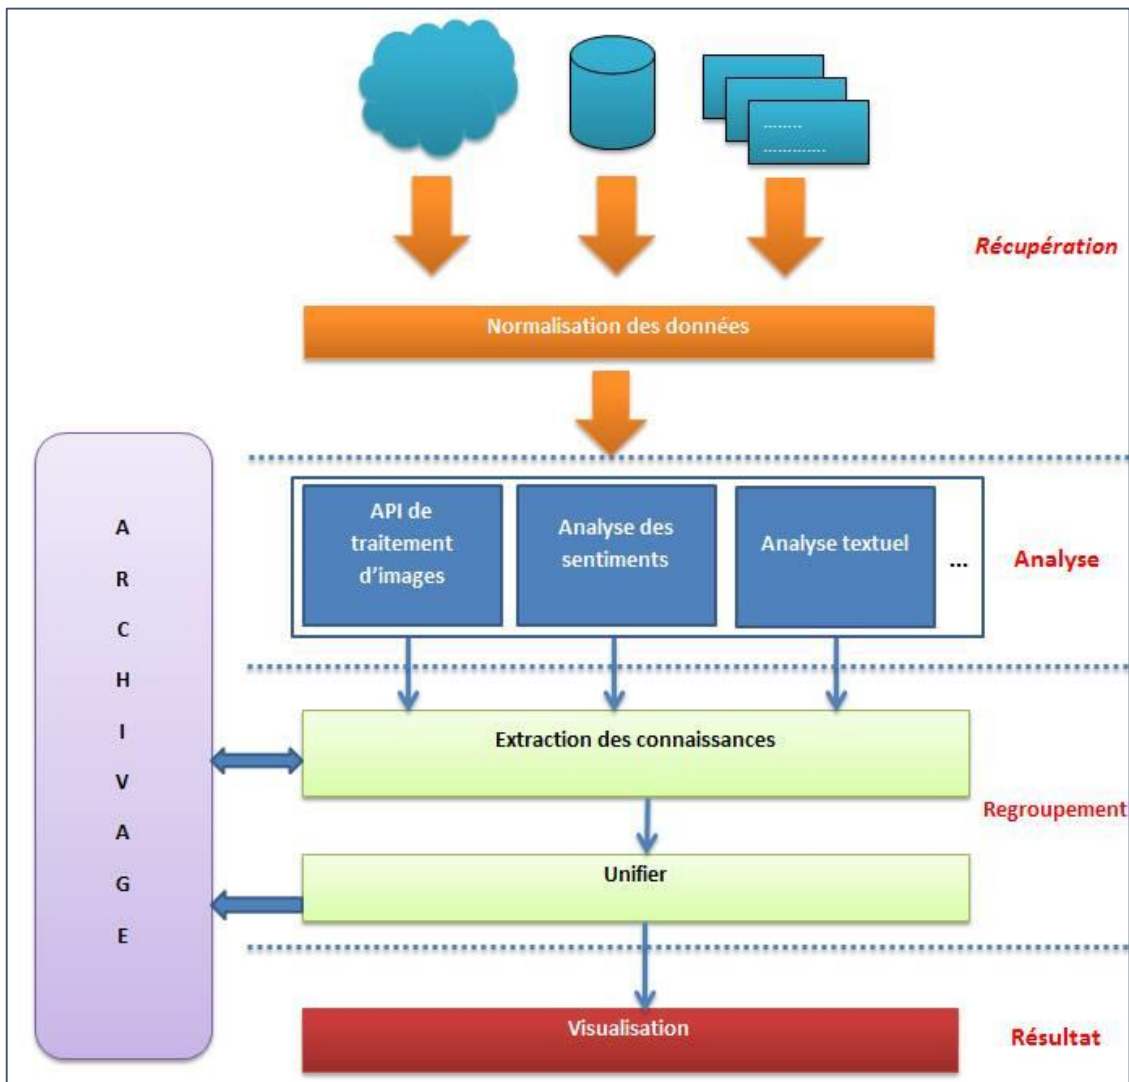 ........
.............
Récupération
Normalisation des données
API de
traitement
d'images
Analyse des
sentiments
Analyse textuel
...
Analyse
A
R
C
H
I
V
A
G
E
Extraction des connaissances
Regroupement
Unifier
Visualisation
Résultat